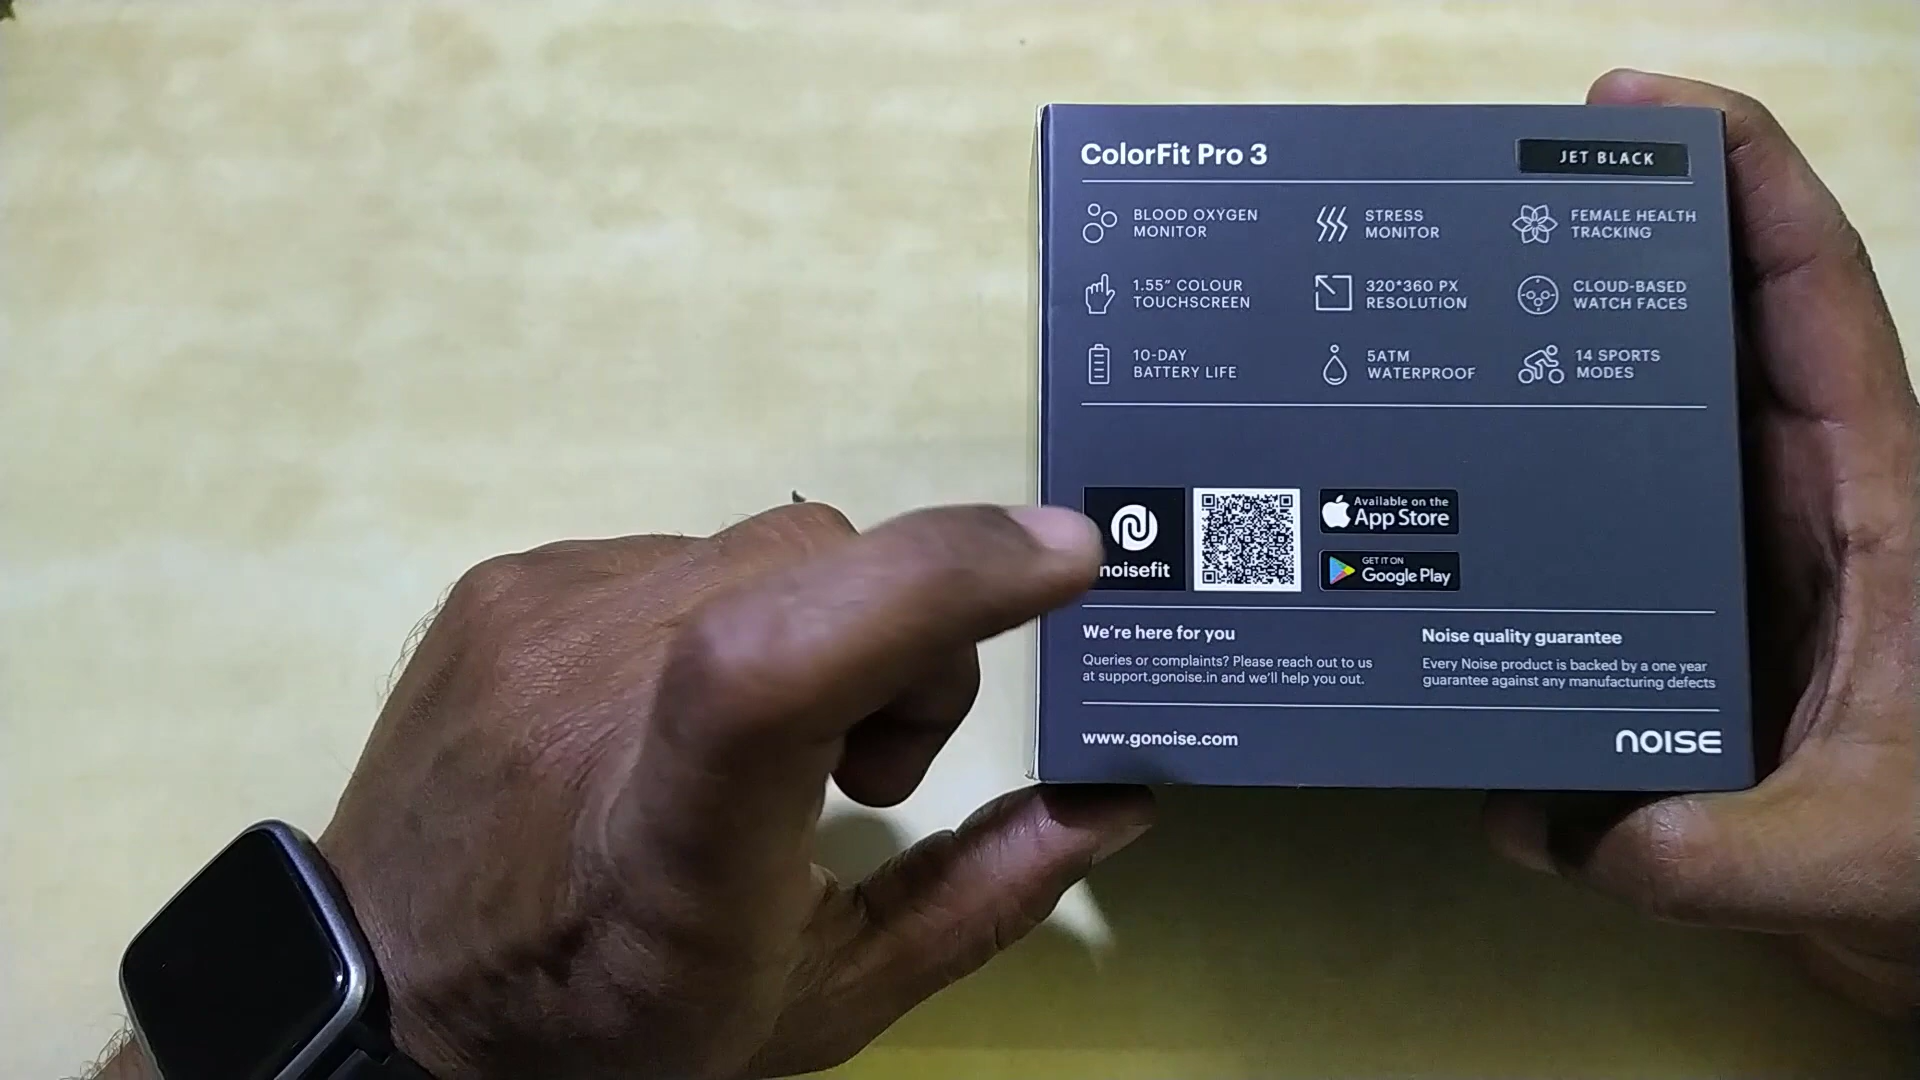 ColorFit Pro 3
JET BLACK
BLOOD OXYGEN
MONITOR
STRESS
MONITOR
FEMALE HEALTH
TRACKING
1.55” COLOUR
TOUCHSCREEN
320*360 PX
RESOLUTION
CLOUD-BASED
WATCH FACES
10-DAY
BATTERY LIFE
5ATM
WATERPROOF
14 SPORTS
MODES
noisefit
Available on the
App Store
GET IT ON
Google Play
We’re here for you
Queries or complaints? Please reach out to us
at support.gonoise.in and we’ll help you out.
Noise quality guarantee
Every Noise product is backed by a one year
guarantee against any manufacturing defects
www.gonoise.com
NOISE